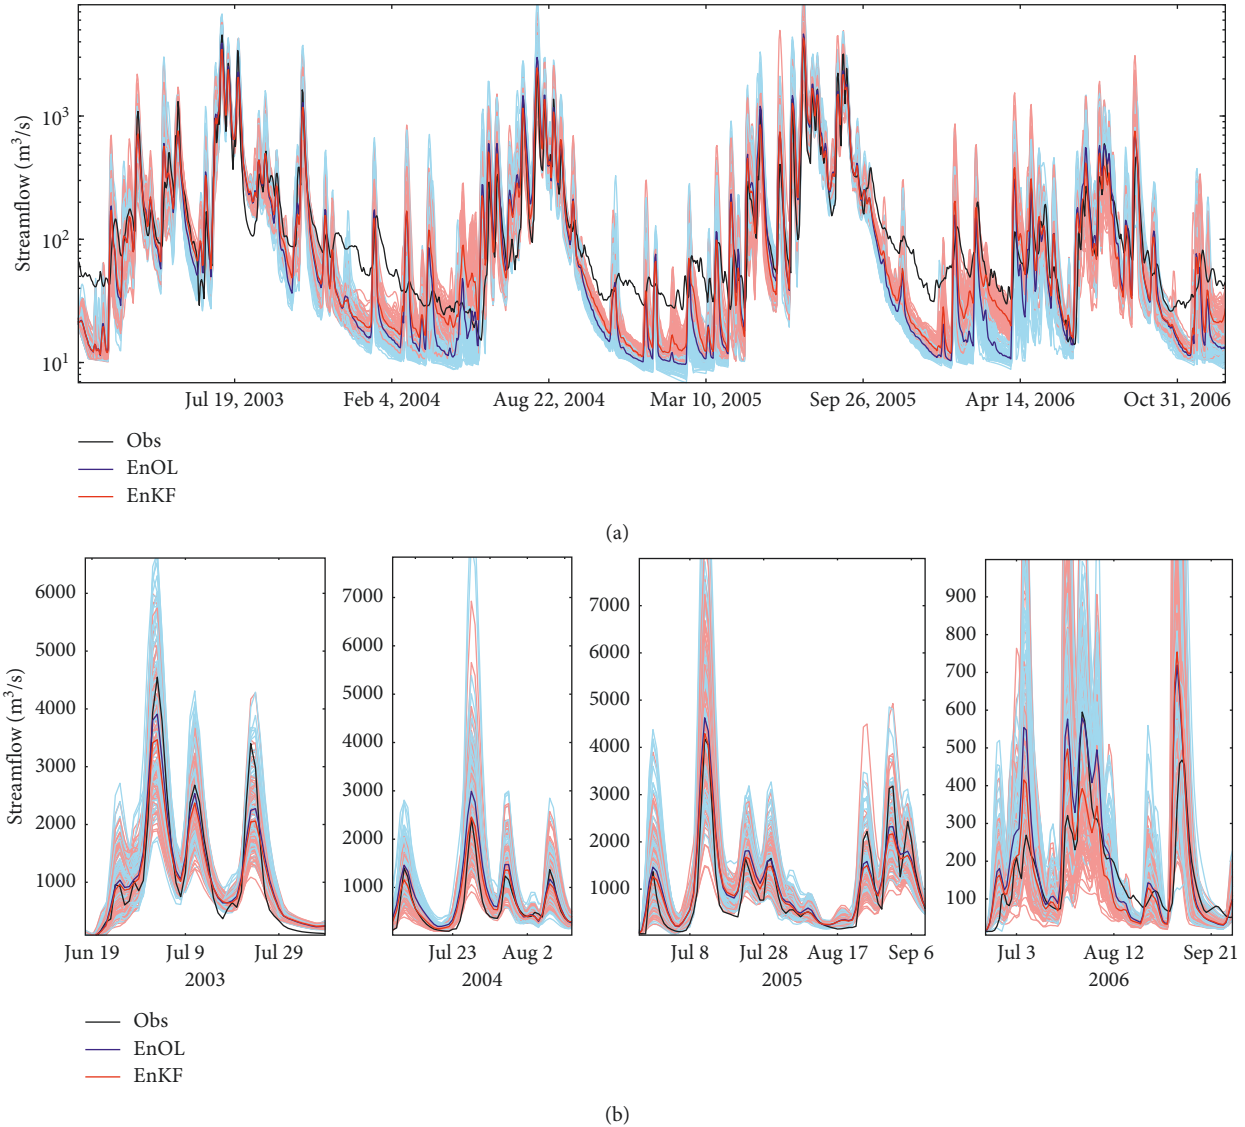 Streamflow (m³/s)
10³
10²
10¹
Jul 19, 2003 Feb 4, 2004 Aug 22, 2004 Mar 10, 2005 Sep 26, 2005 Apr 14, 2006 Oct 31, 2006
Obs
EnOL
EnKF
(a)
Streamflow (m³/s)
6000
5000
4000
3000
2000
1000
Jun 19 Jul 9 Jul 29
2003
7000
6000
5000
4000
3000
2000
1000
Jul 23 Aug 2
2004
7000
6000
5000
4000
3000
2000
1000
Jul 8 Jul 28 Aug 17 Sep 6
2005
900
800
700
600
500
400
300
200
100
Jul 3 Aug 12 Sep 21
2006
Obs
EnOL
EnKF
(b)